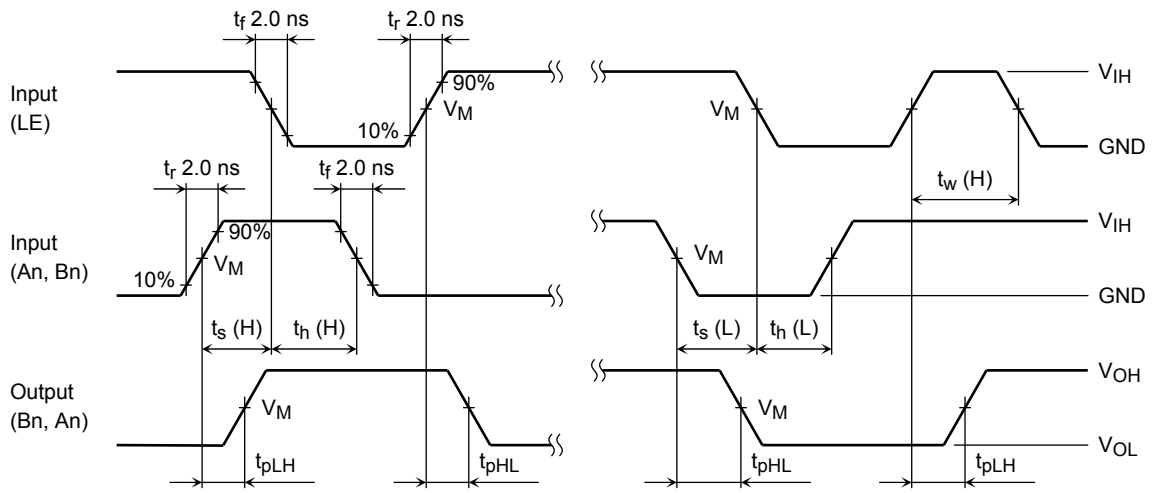 tf 2.0 ns
tr 2.0 ns
Input
(LE)
90%
VM
10%
VM
VIH
GND
tr 2.0 ns
tf 2.0 ns
tw (H)
Input
(An, Bn)
90%
VM
10%
VM
VIH
GND
ts (H)
th (H)
ts (L)
th (L)
Output
(Bn, An)
VM
VM
VOH
VOL
tpLH
tpHL
tpHL
tpLH